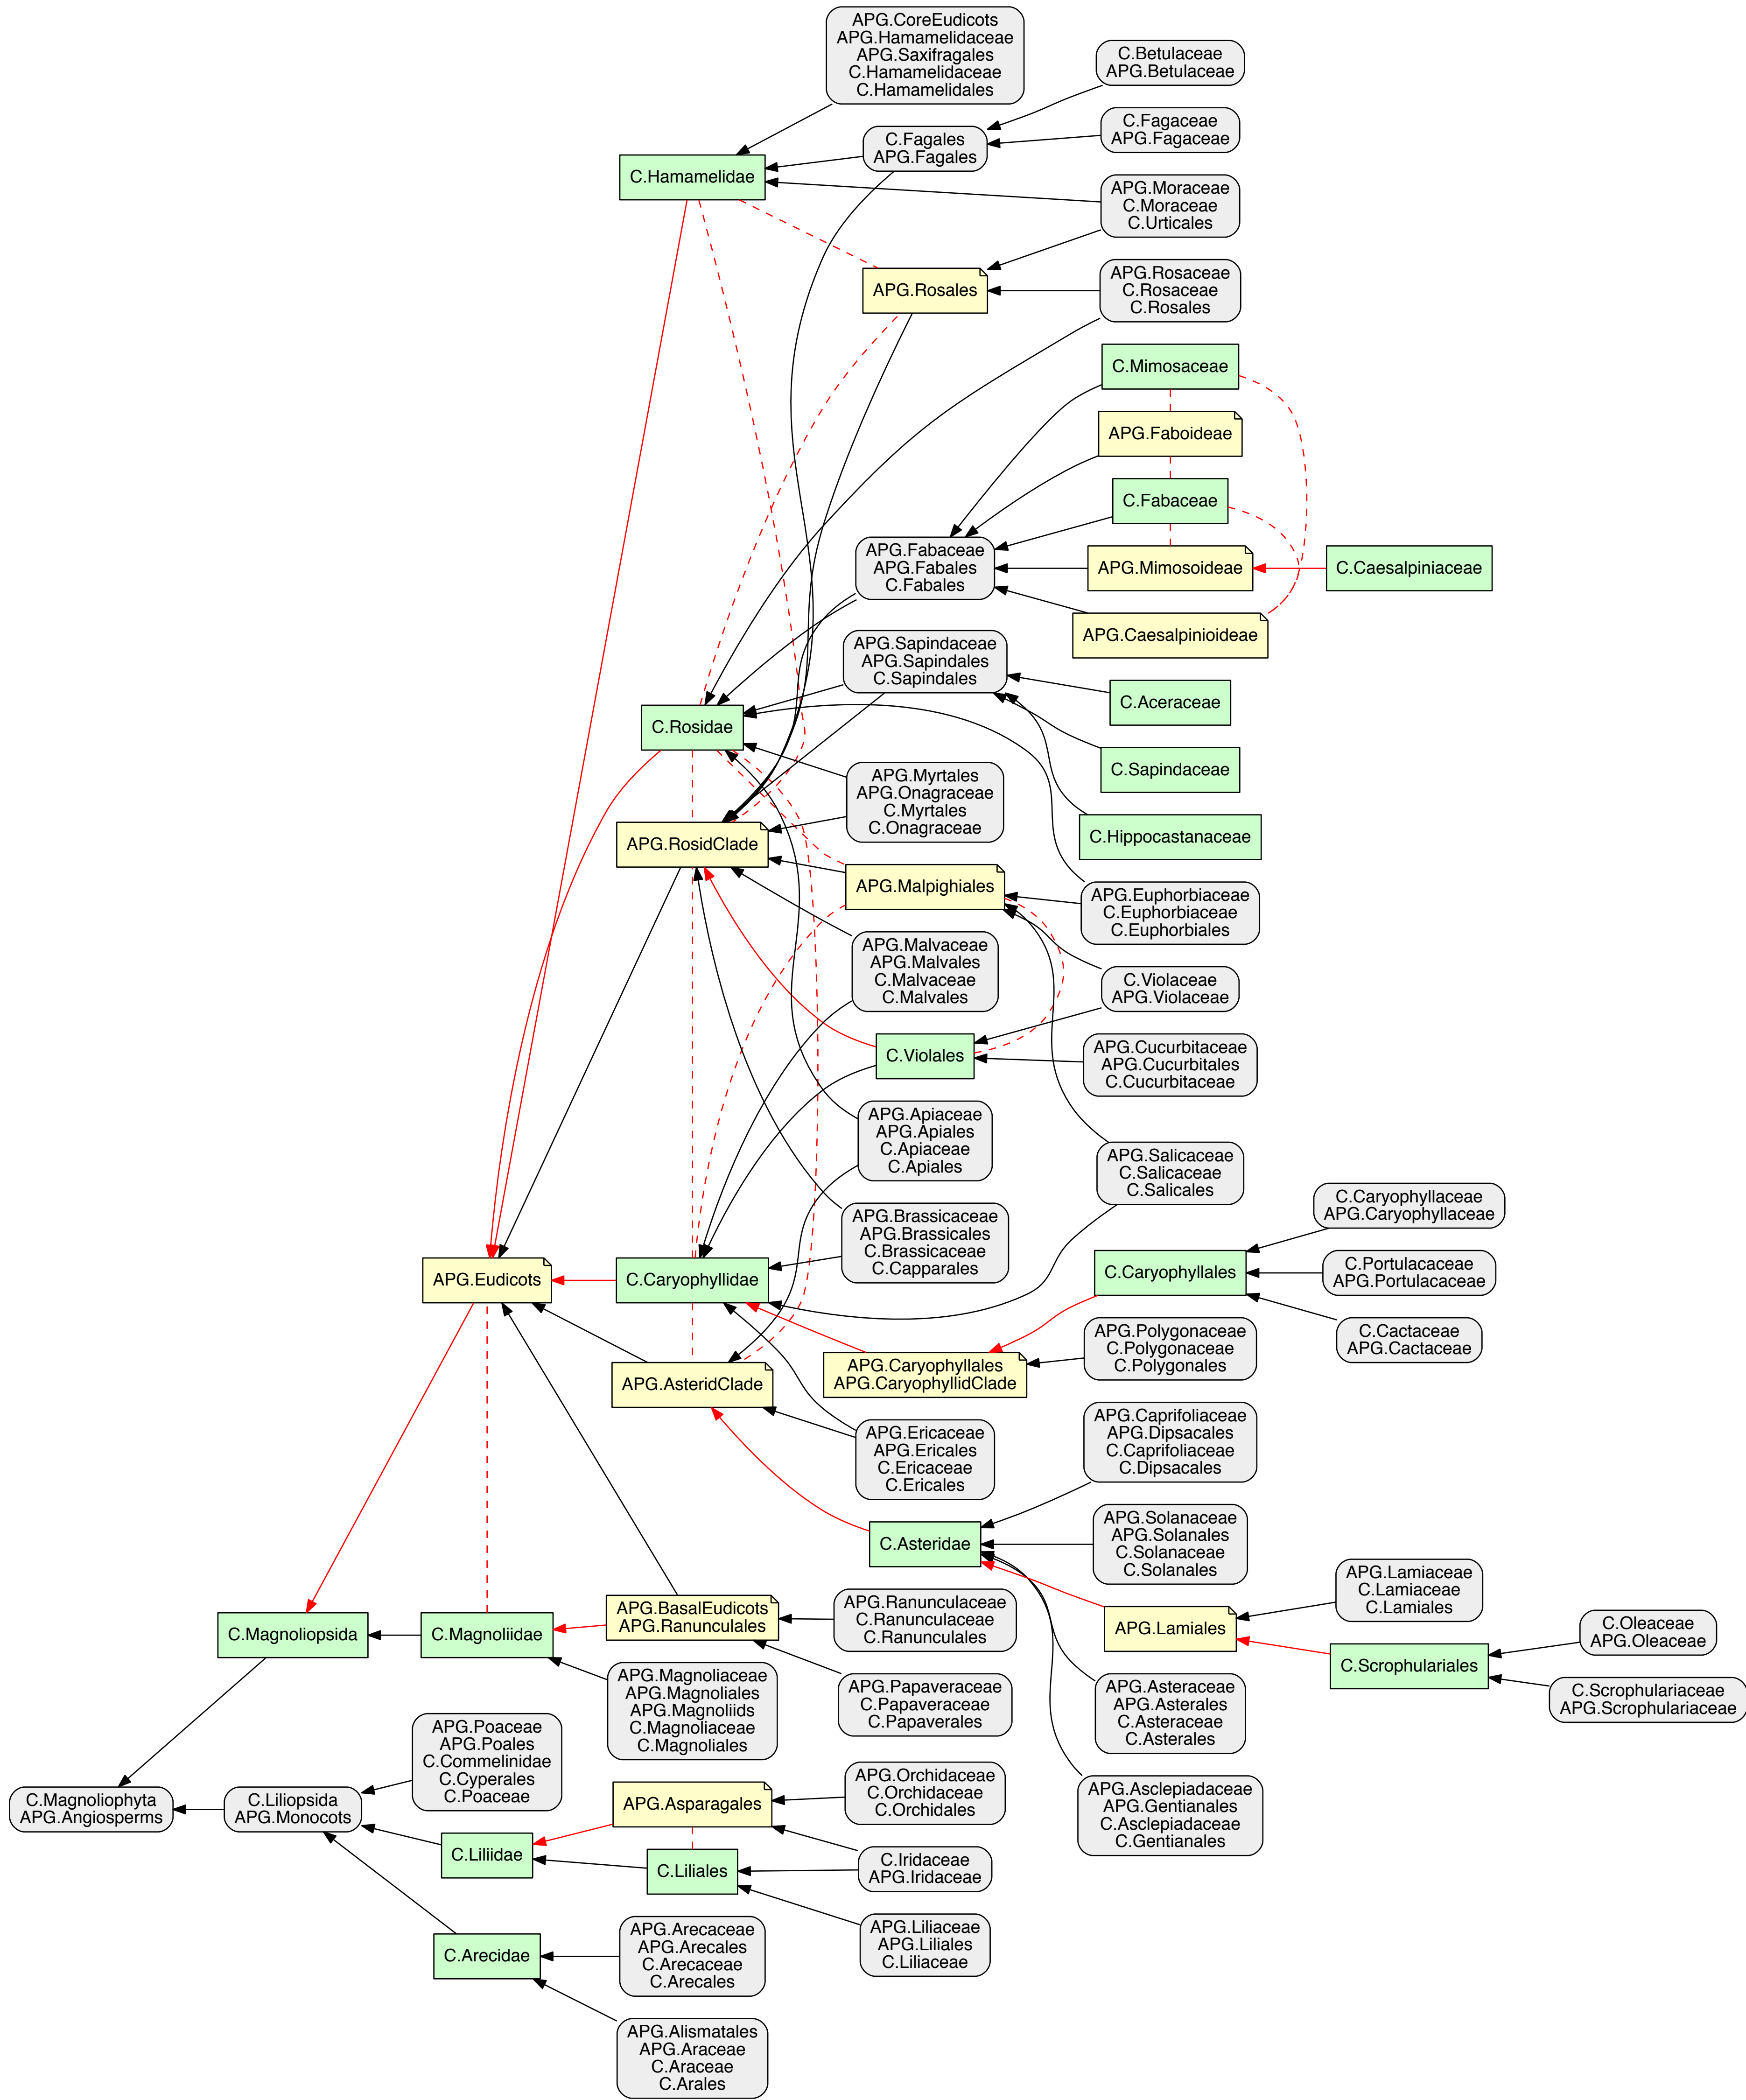 APG.CoreEudicots
APG.Hamamelidaceae
APG.Saxifragales
C.Hamamelidaceae
C.Hamamelidales
C.Betulaceae
APG.Betulaceae
C.Fagaceae
APG.Fagaceae
C.Fagales
APG.Fagales
C.Hamamelidae
APG.Moraceae
C.Moraceae
C.Urticales
APG.Rosales
APG.Rosaceae
C.Rosaceae
C.Rosales
C.Mimosaceae
APG.Faboideae
C.Fabaceae
APG.Fabaceae
APG.Fabales
C.Fabales
APG.Mimosoideae
C.Caesalpiniaceae
APG.Caesalpinioideae
APG.Sapindaceae
APG.Sapindales
C.Sapindales
C.Aceraceae
C.Rosidae
C.Sapindaceae
APG.Myrtales
APG.Onagraceae
C.Myrtales
C.Onagraceae
C.Hippocastanaceae
APG.RosidClade
APG.Malpighiales
APG.Euphorbiaceae
C.Euphorbiaceae
C.Euphorbiales
APG.Malvaceae
APG.Malvales
C.Malvaceae
C.Malvales
C.Violaceae
APG.Violaceae
C.Violales
APG.Cucurbitaceae
APG.Cucurbitales
C.Cucurbitaceae
APG.Apiaceae
APG.Apiales
C.Apiaceae
C.Apiales
APG.Salicaceae
C.Salicaceae
C.Salicales
APG.Brassicaceae
APG.Brassicales
C.Brassicaceae
C.Capparales
C.Caryophyllaceae
APG.Caryophyllaceae
APG.Eudicots
C.Caryophyllidae
C.Caryophyllales
C.Portulacaceae
APG.Portulacaceae
C.Cactaceae
APG.Cactaceae
APG.Polygonaceae
C.Polygonaceae
C.Polygonales
APG.AsteridClade
APG.Caryophyllales
APG.CaryophyllidClade
APG.Caprifoliaceae
APG.Dipsacales
C.Caprifoliaceae
C.Dipsacales
APG.Ericaceae
APG.Ericales
C.Ericaceae
C.Ericales
C.Asteridae
APG.Solanaceae
APG.Solanales
C.Solanaceae
C.Solanales
APG.Lamiaceae
C.Lamiaceae
C.Lamiales
C.Magnoliopsida
C.Magnoliidae
APG.BasalEudicots
APG.Ranunculales
APG.Ranunculaceae
C.Ranunculaceae
C.Ranunculales
APG.Lamiales
C.Oleaceae
APG.Oleaceae
C.Scrophulariales
C.Scrophulariaceae
APG.Scrophulariaceae
APG.Magnoliaceae
APG.Magnoliales
APG.Magnoliids
C.Magnoliaceae
C.Magnoliales
APG.Papaveraceae
C.Papaveraceae
C.Papaverales
APG.Asteraceae
APG.Asterales
C.Asteraceae
C.Asterales
APG.Poaceae
APG.Poales
C.Commelinidae
C.Cyperales
C.Poaceae
C.Magnoliophyta
APG.Angiosperms
C.Liliopsida
APG.Monocots
APG.Asparagales
APG.Orchidaceae
C.Orchidaceae
C.Orchidales
APG.Asclepiadaceae
APG.Gentianales
C.Asclepiadaceae
C.Gentianales
C.Liliidae
C.Liliales
C.Iridaceae
APG.Iridaceae
APG.Liliaceae
APG.Liliales
C.Liliaceae
C.Arecidae
APG.Arecaceae
APG.Arecales
C.Arecaceae
C.Arecales
APG.Alismatales
APG.Araceae
C.Araceae
C.Arales